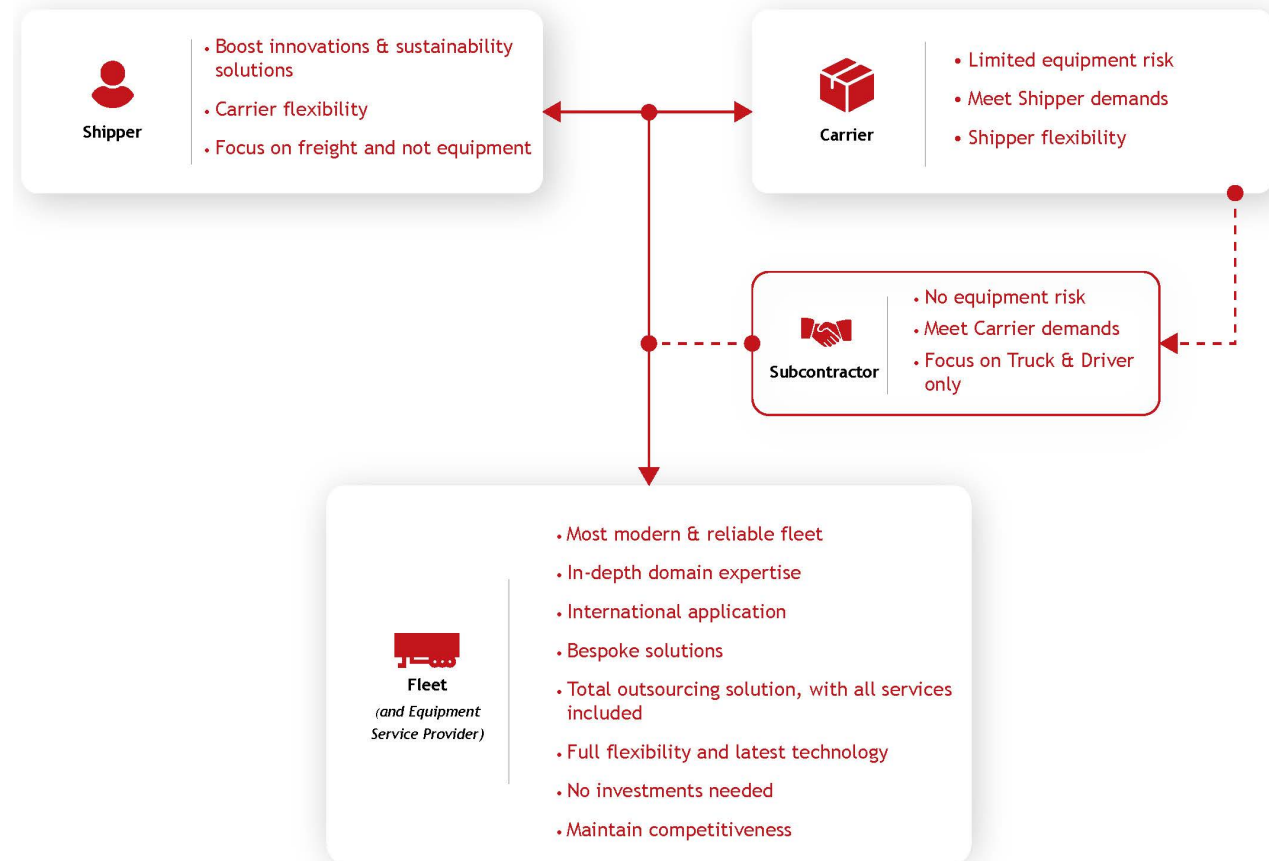 Shipper
• Boost innovations & sustainability
solutions
• Carrier flexibility
• Focus on freight and not equipment
Carrier
• Limited equipment risk
• Meet Shipper demands
• Shipper flexibility
Subcontractor
• No equipment risk
• Meet Carrier demands
• Focus on Truck & Driver
only
Fleet
(and Equipment
Service Provider)
• Most modern & reliable fleet
• In-depth domain expertise
• International application
• Bespoke solutions
• Total outsourcing solution, with all services
included
• Full flexibility and latest technology
• No investments needed
• Maintain competitiveness